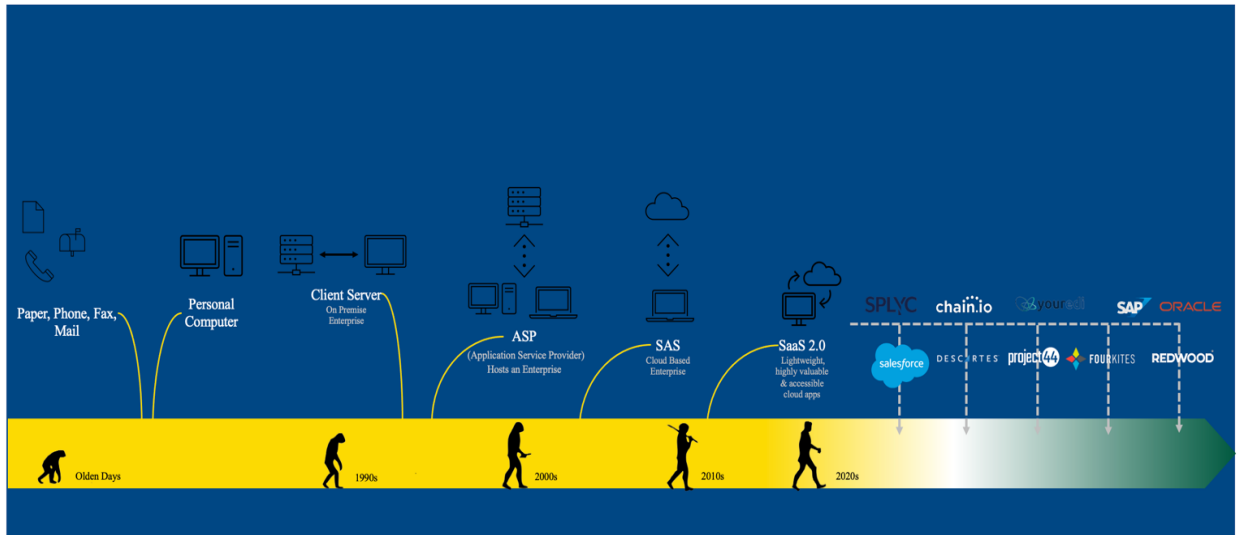 Paper, Phone, Fax,
Mail
Personal
Computer
Client Server
On Premise
Enterprise
ASP
(Application Service Provider)
Hosts an Enterprise
SAS
Cloud Based
Enterprise
SaaS 2.0
Lightweight,
highly valuable
& accessible
cloud apps
SPLYC
chain.io
youredi
SAP
ORACLE
salesforce
DESCARTES
project44
FOURKITES
REDWOOD
Olden Days
1990s
2000s
2010s
2020s